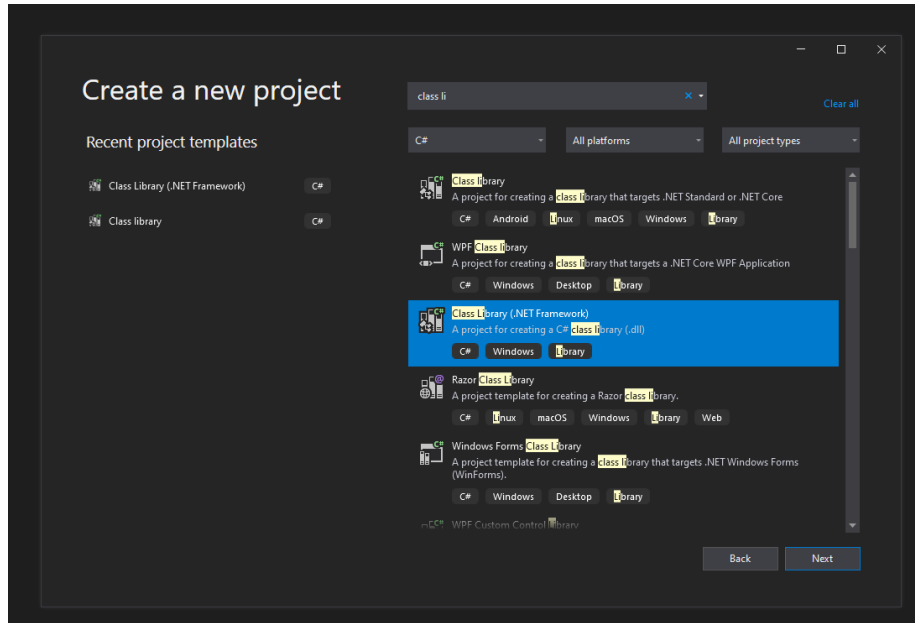 Create a new project
class li
Clear all
Recent project templates
C#
All platforms
All project types
Class Library (.NET Framework)
C#
Class library
C#
Class library
A project for creating a class library that targets .NET Standard or .NET Core
C# Android Linux macOS Windows Library
WPF Class library
A project for creating a class library that targets a .NET Core WPF Application
C# Windows Desktop Library
Class Library (.NET Framework)
A project for creating a C# class library (.dll)
C# Windows Library
Razor Class Library
A project template for creating a Razor class library.
C# Linux macOS Windows Library Web
Windows Forms Class Library
A project template for creating a class library that targets .NET Windows Forms
(WinForms).
C# Windows Desktop Library
WPF Custom Control Library
Back
Next